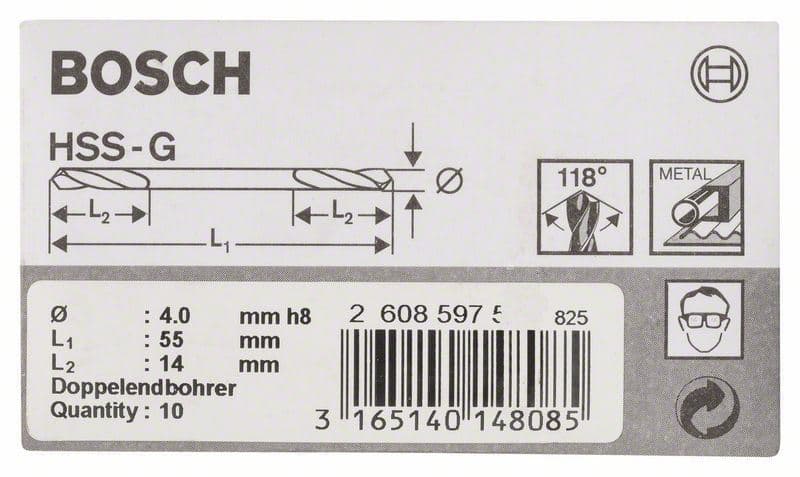 BOSCH
HSS-G
Ø
L2 L2
L1
118°
METAL
Ø : 4.0 mm h8
L1 : 55 mm
L2 : 14 mm
Doppelendbohrer
Quantity : 10
2 608 597 825
3 165140 148085